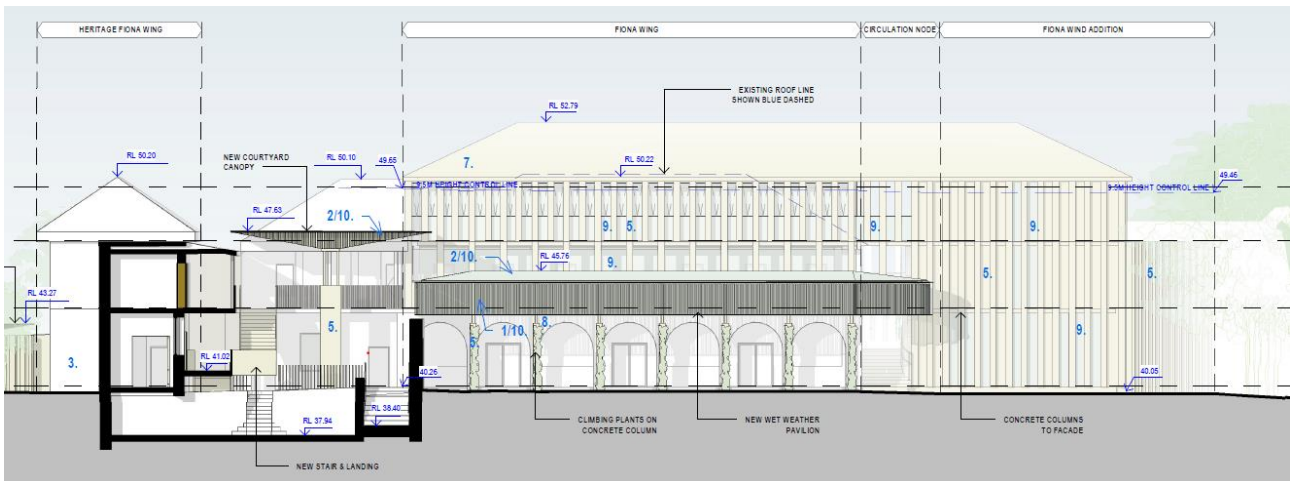 HERITAGE FIONA WING
FIONA WING
CIRCULATION NODE
FIONA WIND ADDITION
EXISTING ROOF LINE
SHOWN BLUE DASHED
RL 52.79
RL 50.20
NEW COURTYARD
CANOPY
RL 50.10
49.65
7.
RL 50.22
9.5M HEIGHT CONTROL LINE
9.5M HEIGHT CONTROL LINE
49.46
RL 47.63
2/10.
9.
5.
9.
9.
2/10.
RL 45.76
9.
5.
5.
RL 43.27
1/10.
8.
5.
5.
9.
3.
RL 41.02
40.26
40.05
RL 38.40
RL 37.94
CLIMBING PLANTS ON
CONCRETE COLUMN
NEW WET WEATHER
PAVILION
CONCRETE COLUMNS
TO FACADE
NEW STAIR & LANDING